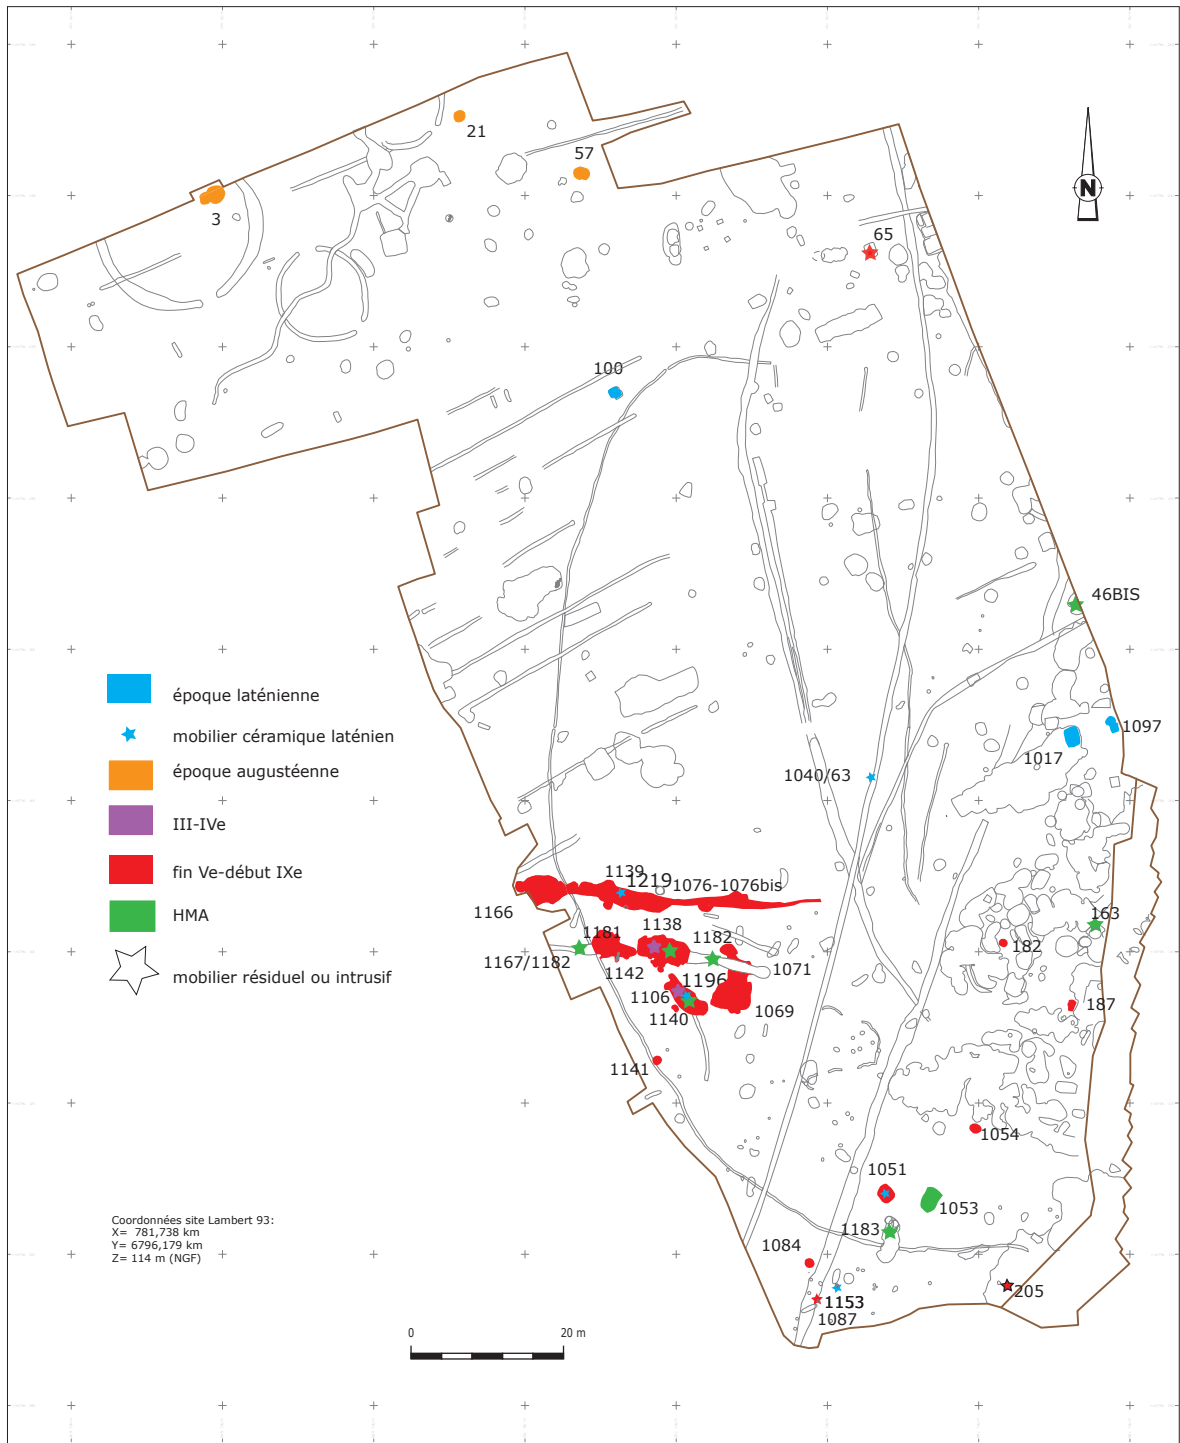 21
57
3
N
65
100
46BIS
époque laténienne
mobilier céramique laténien
1097
1017
époque augustéenne
1040/63
III-IVe
fin Ve-début IXe
1139
1219
1076-1076bis
HMA
1166
163
1181
1138
1182
182
1167/1182
1142
1071
mobilier résiduel ou intrusif
1196
1106
1069
187
1140
1141
1054
1051
1053
Coordonnées site Lambert 93:
X= 781,738 km
Y= 6796,179 km
Z= 114 m (NGF)
1183
1084
205
1153
1087
0
20 m